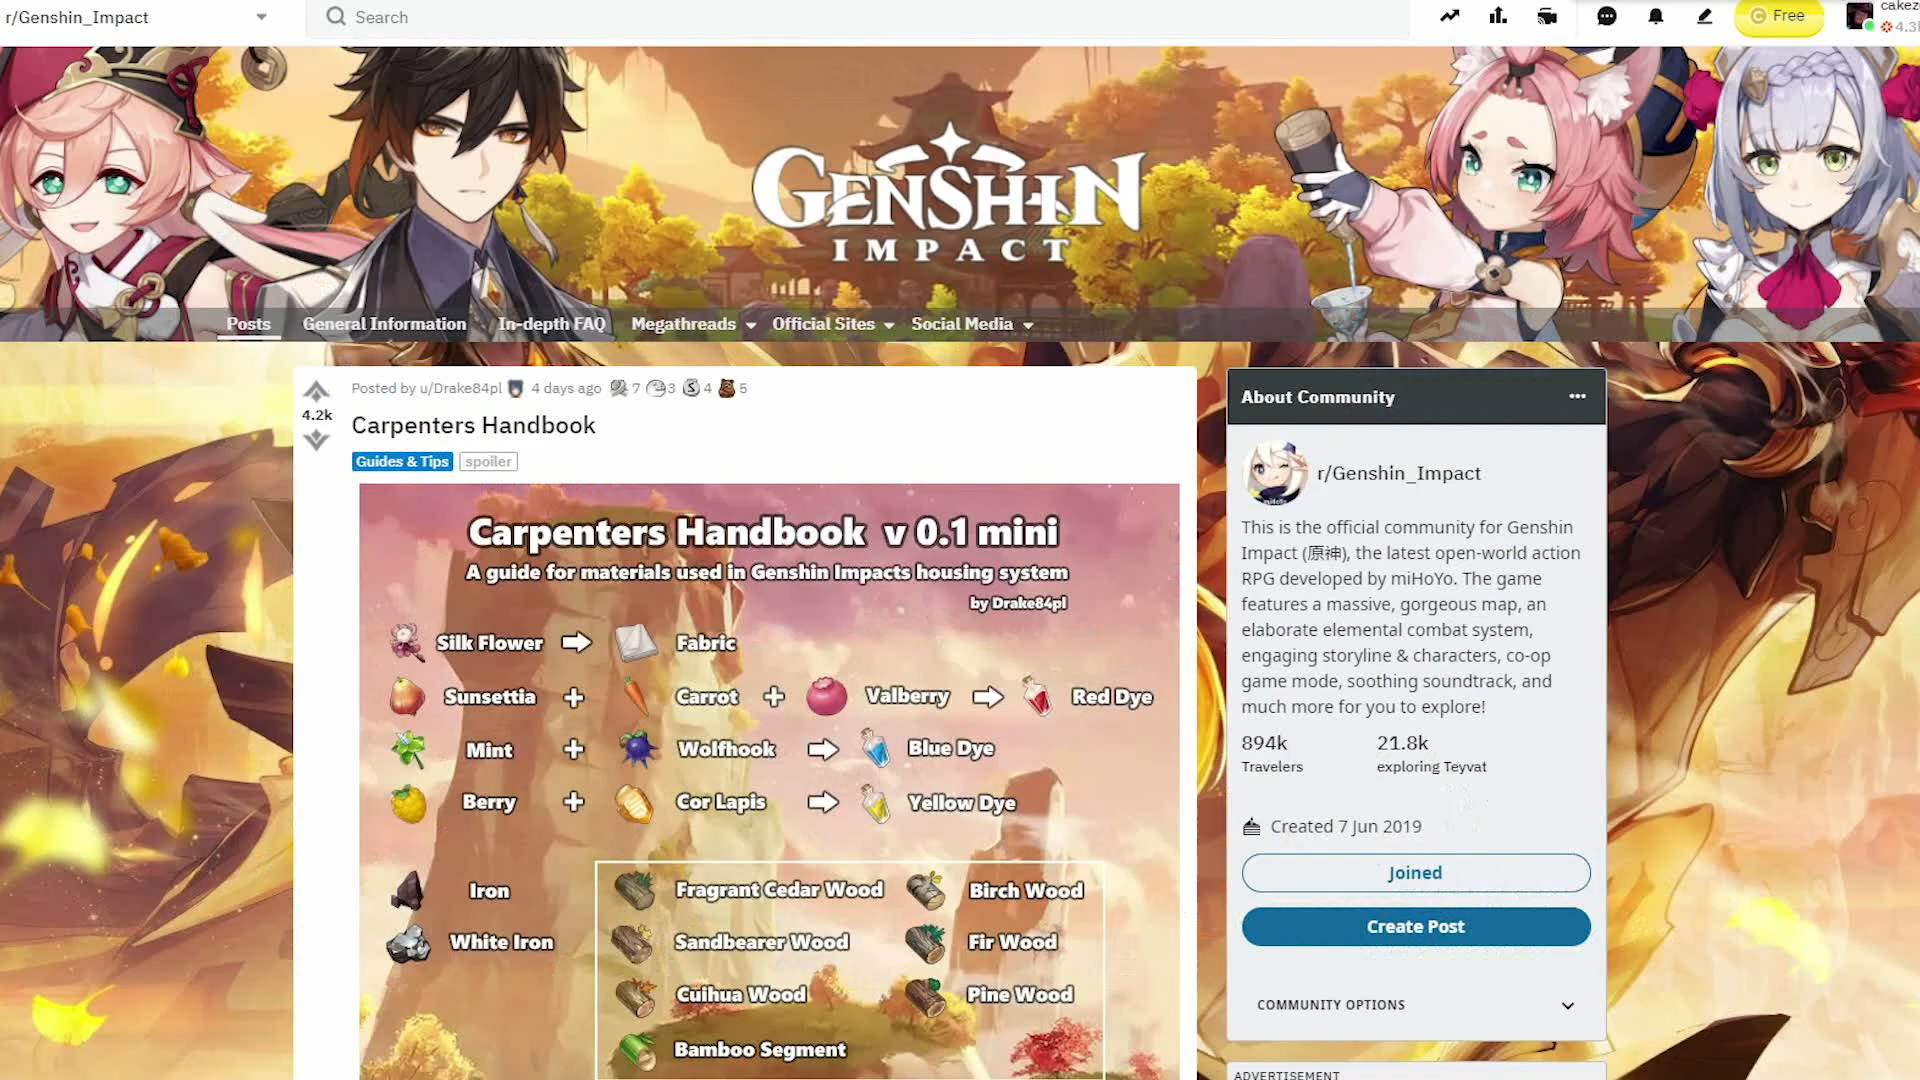 r/Genshin_Impact
Search
Free
4.3k
GENSHIN
IMPACT
Posts
General Information
In-depth FAQ
Megathreads
Official Sites
Social Media
Posted by u/Drake84pl 4 days ago 7 3 4 5
4.2k
Carpenters Handbook
Guides & Tips spoiler
Carpenters Handbook v 0.1 mini
A guide for materials used in Genshin Impacts housing system
by Drake84pl
Silk Flower Fabric
Sunsettia + Carrot + Valberry Red Dye
Mint + Wolfhook Blue Dye
Berry + Cor Lapis Yellow Dye
Iron
White Iron
Fragrant Cedar Wood Birch Wood
Sandbearer Wood Fir Wood
Cuihua Wood Pine Wood
Bamboo Segment
About Community
r/Genshin_Impact
This is the official community for Genshin
Impact (原神), the latest open-world action
RPG developed by miHoYo. The game
features a massive, gorgeous map, an
elaborate elemental combat system,
engaging storyline & characters, co-op
game mode, soothing soundtrack, and
much more for you to explore!
894k 21.8k
Travelers exploring Teyvat
Created 7 Jun 2019
Joined
Create Post
COMMUNITY OPTIONS
ADVERTISEMENT